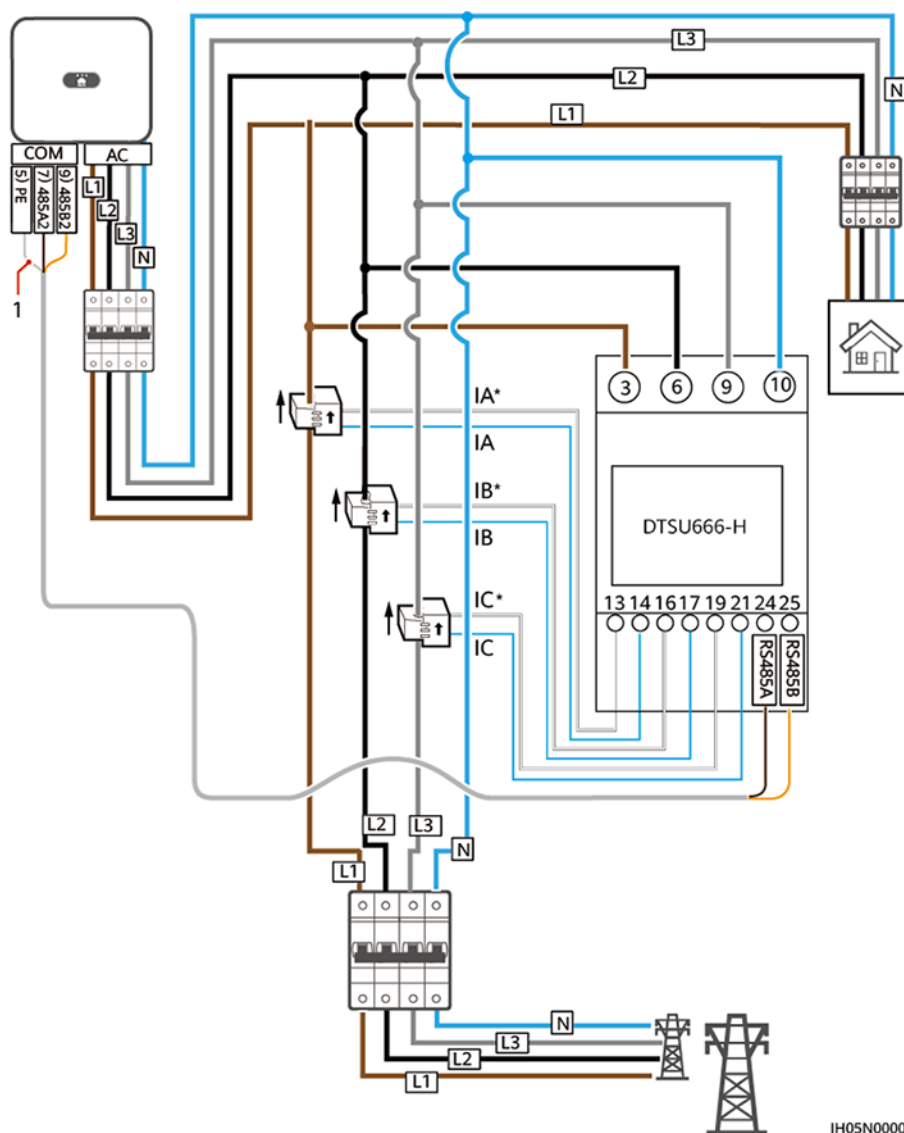 L3
L2
N
L1
COM
AC
5) PE
7) 485A2
9) 485B2
L1
L2
L3
N
1
3
6
9
10
IA*
IA
IB*
IB
DTSU666-H
IC*
IC
13 14 16 17 19 21 24 25
RS485A
RS485B
L2
L3
N
L1
N
L3
L2
L1
IH05N0000